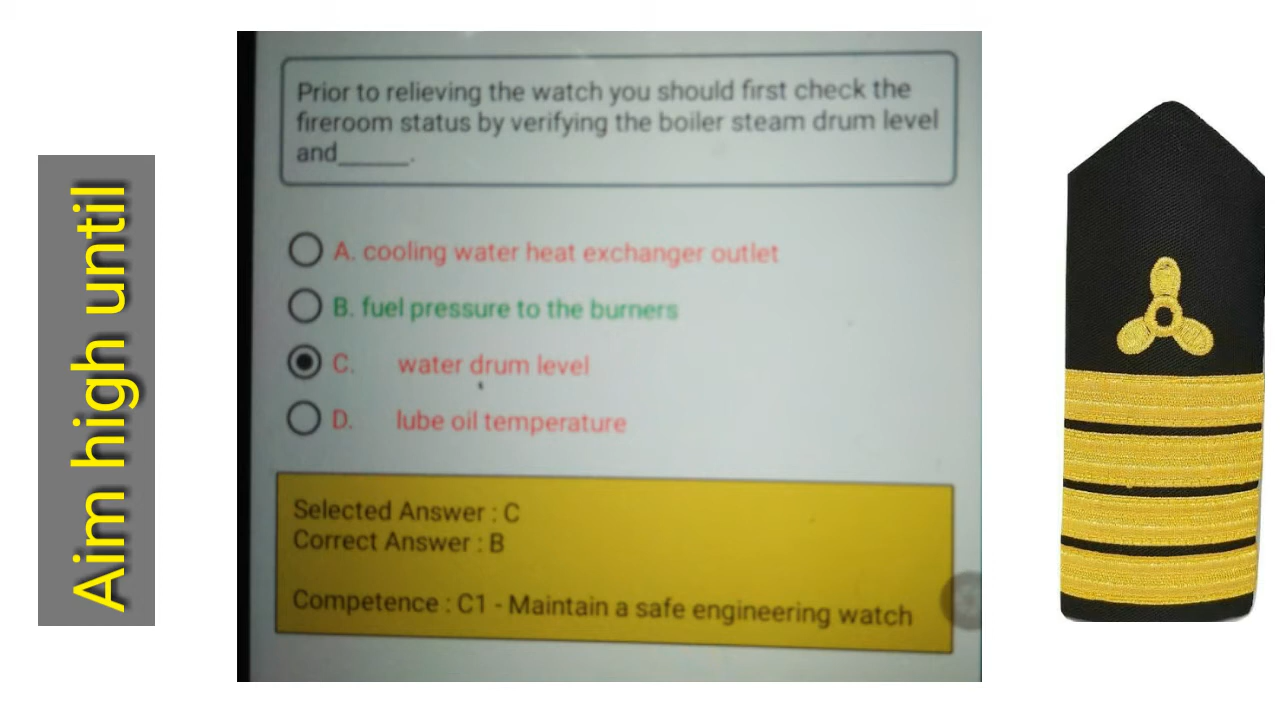 Aim high until
Prior to relieving the watch you should first check the
fireroom status by verifying the boiler steam drum level
and______.
A. cooling water heat exchanger outlet
B. fuel pressure to the burners
C. water drum level
D. lube oil temperature
Selected Answer : C
Correct Answer : B
Competence : C1 - Maintain a safe engineering watch